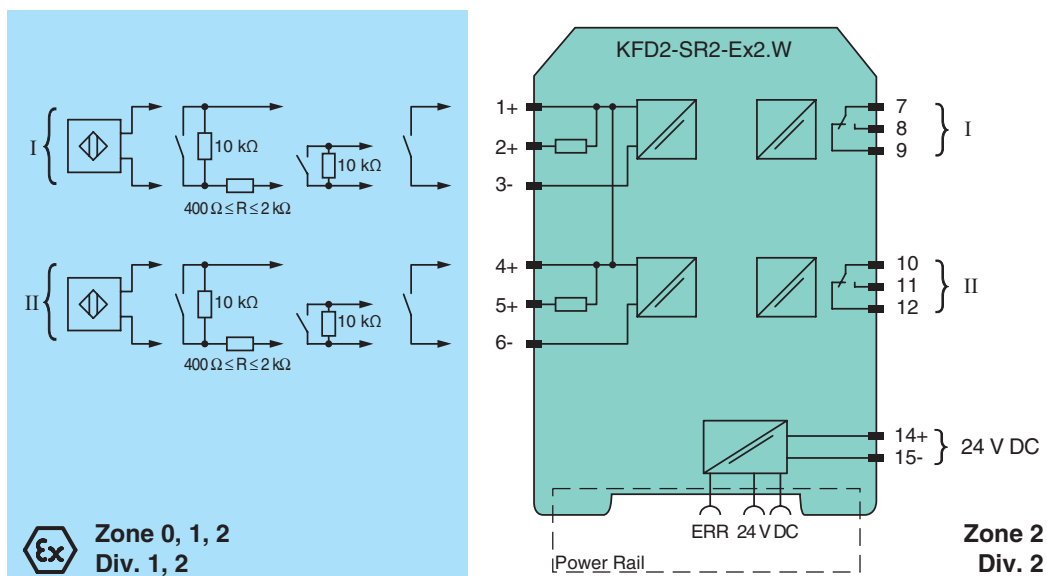 KFD2-SR2-Ex2.W
I
10 kΩ
400 Ω ≤ R ≤ 2 kΩ
10 kΩ
II
10 kΩ
400 Ω ≤ R ≤ 2 kΩ
10 kΩ
1+
2+
3-
4+
5+
6-
7
8
9
I
10
11
12
II
14+
15-
24 V DC
ERR 24 V DC
Power Rail
Ex
Zone 0, 1, 2
Div. 1, 2
Zone 2
Div. 2